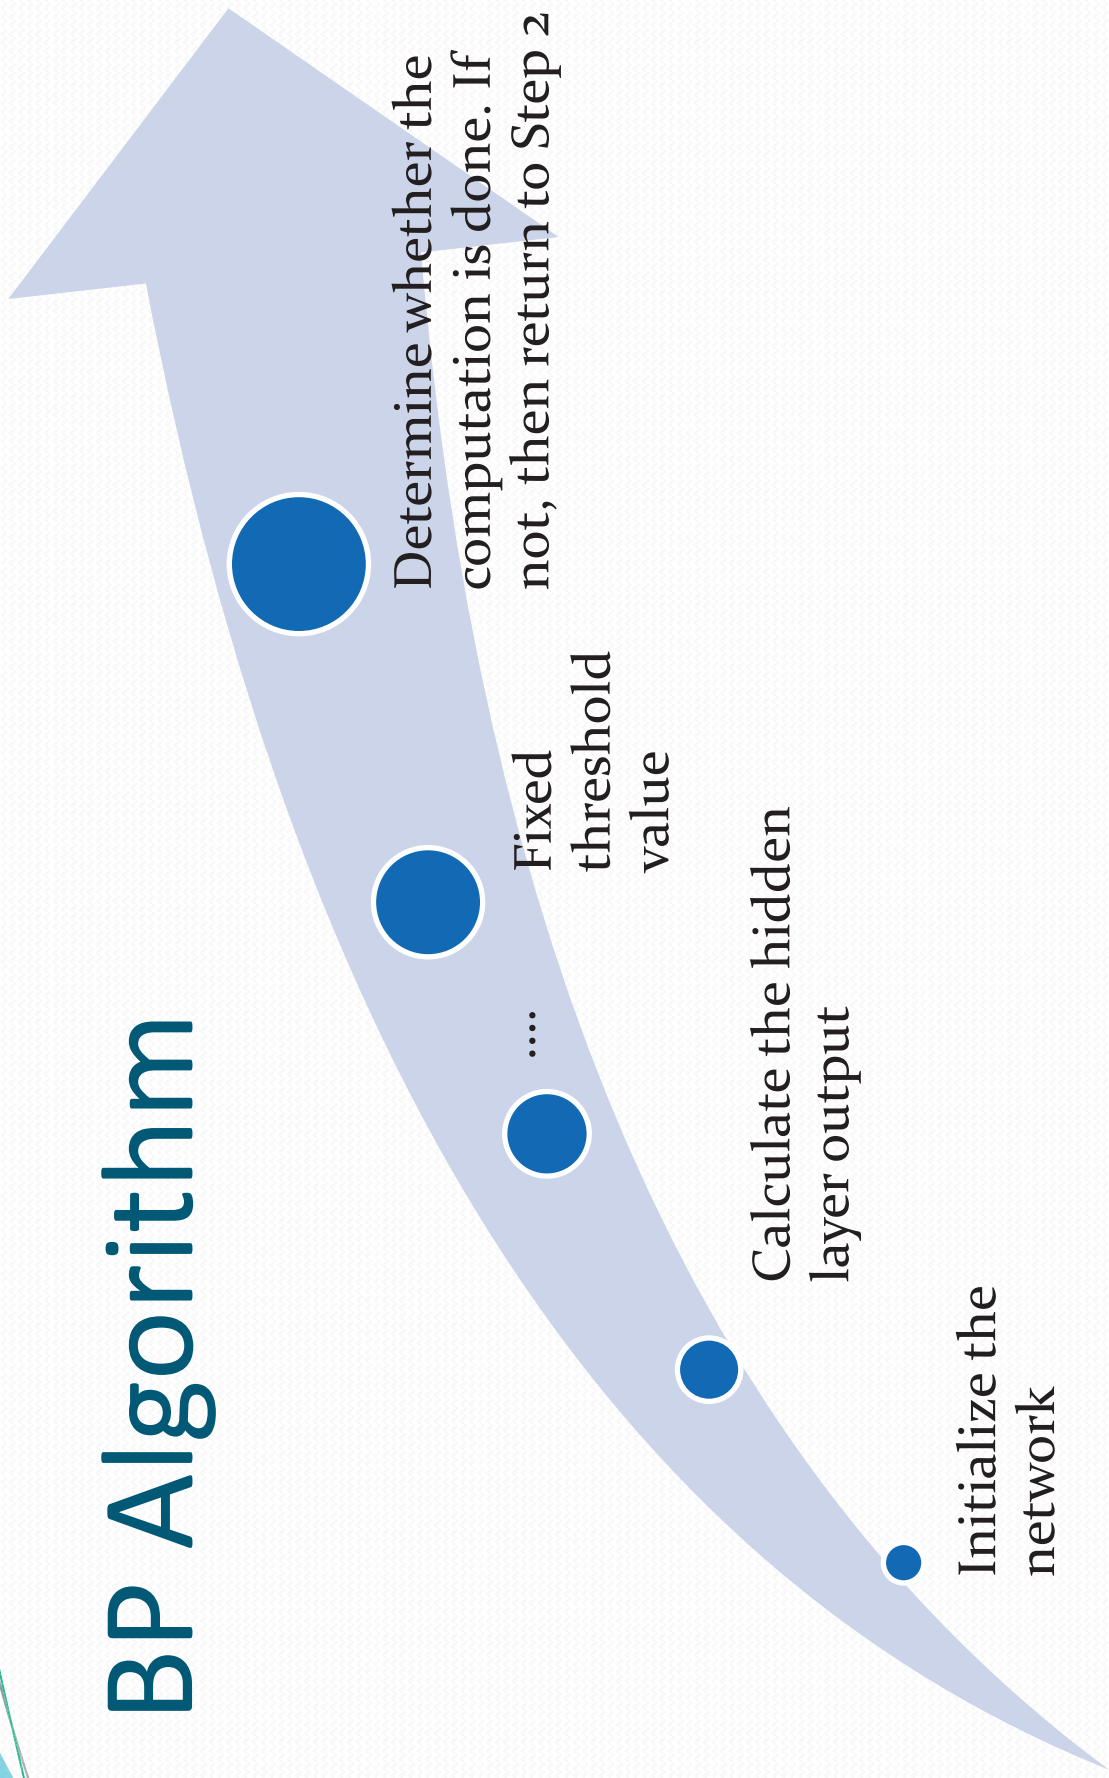 BP Algorithm
Initialize the
network
Calculate the hidden
layer output
....
Fixed
threshold
value
Determine whether the
computation is done. If
not, then return to Step 2